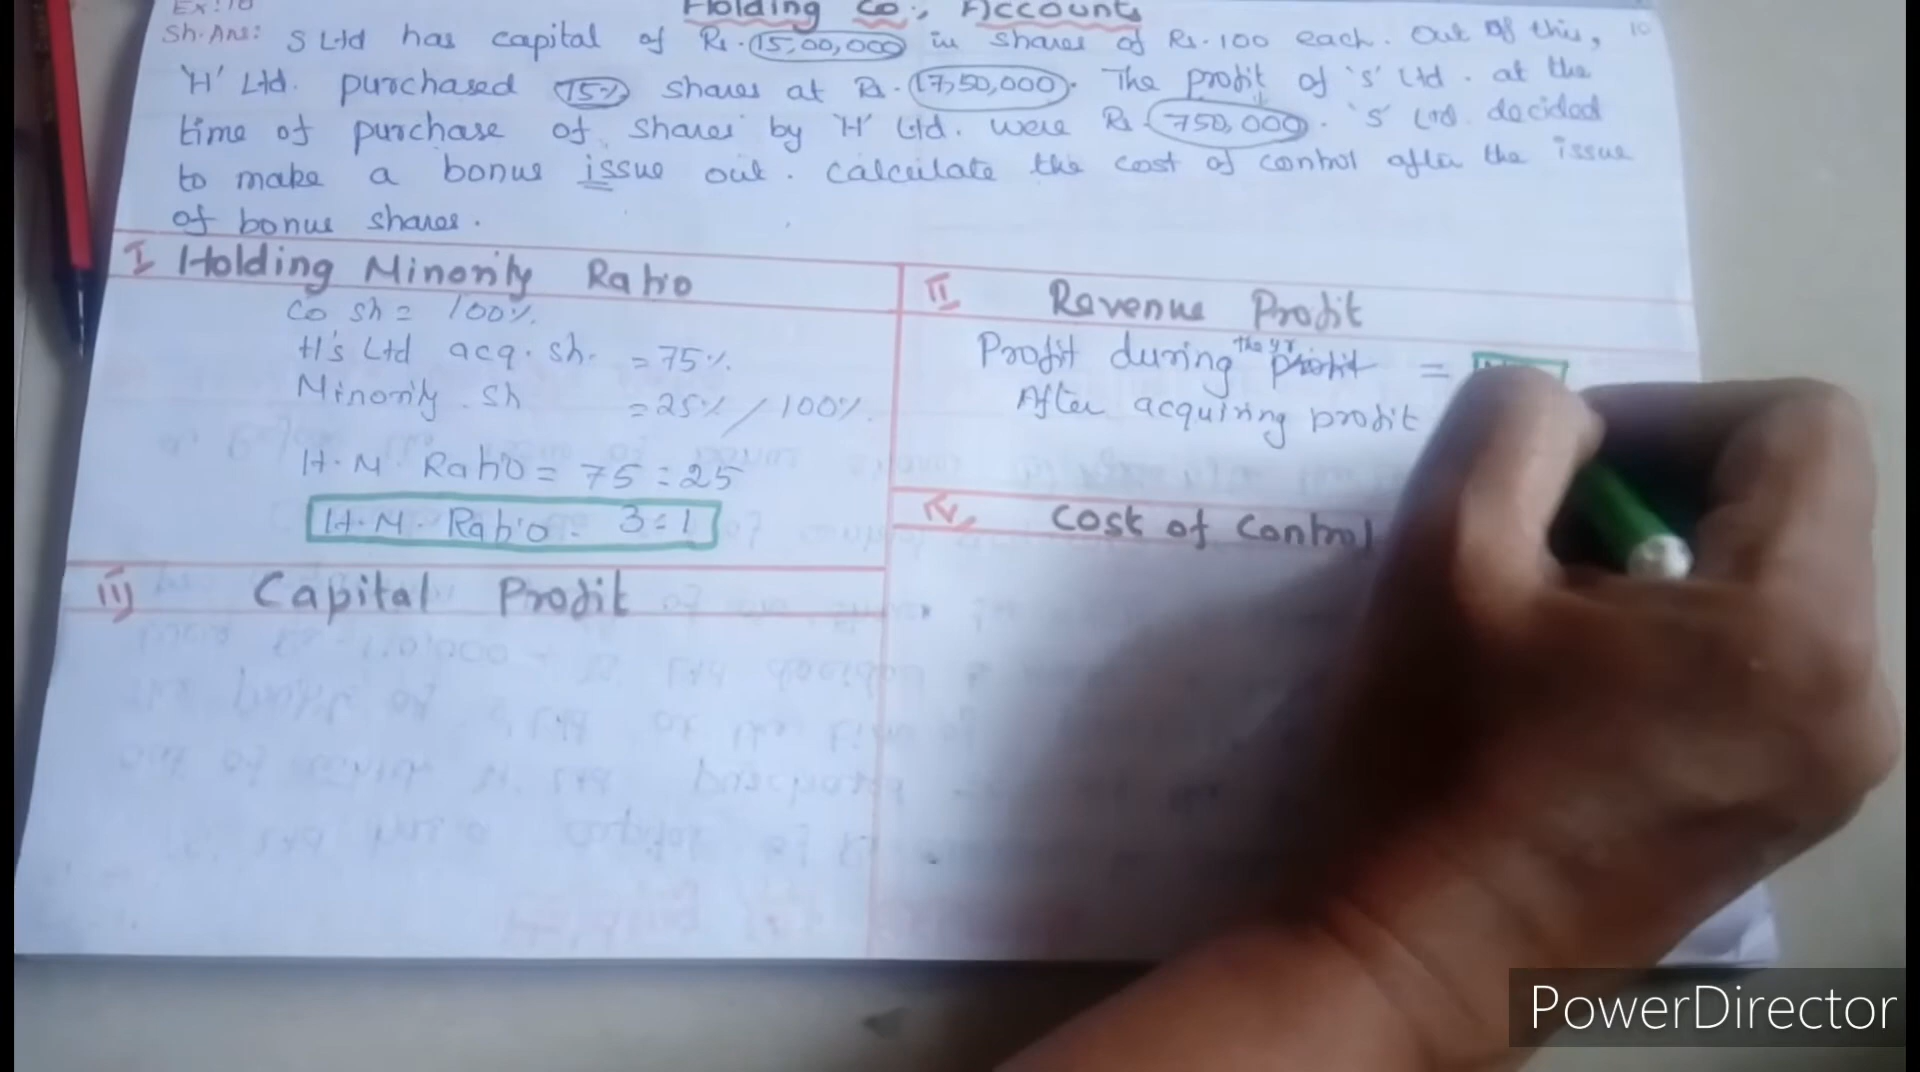 Ex:10
Holding Co., Accounts
Sh.Ans: S Ltd has capital of Rs. 15,00,000 in shares of Rs. 100 each. Out of this,
10
'H' Ltd. purchased 75% shares at Rs. 17,50,000. The profit of 'S' Ltd. at the
time of purchase of shares by 'H' Ltd. were Rs. 750,000. 'S' Ltd decided
to make a bonus issue out. calculate the cost of control after the issue
of bonus shares.
I Holding Minority Ratio
Co sh = 100%.
H's Ltd acq. sh. = 75%.
Minority sh = 25% / 100%.
H.M. Ratio = 75:25
H.M. Ratio = 3:1
II Revenue Profit
Profit during the yr profit =
After acquiring profit
III Capital Profit
IV Cost of Control
PowerDirector